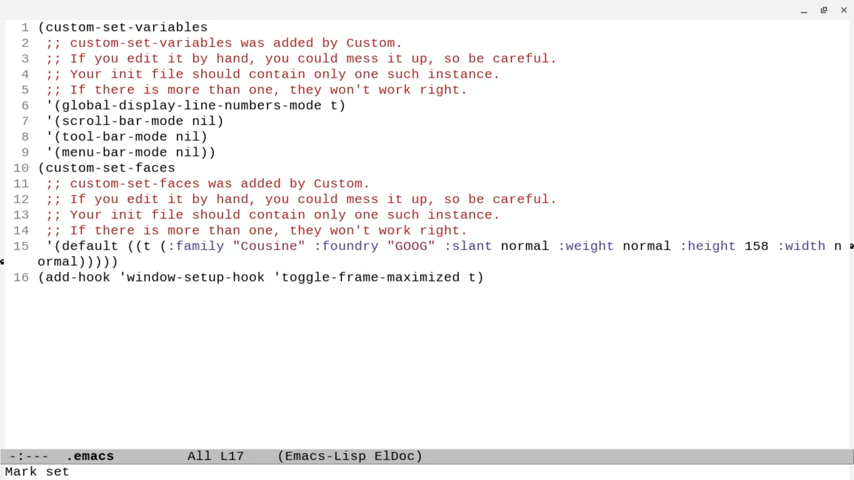 1 (custom-set-variables
2 ;; custom-set-variables was added by Custom.
3 ;; If you edit it by hand, you could mess it up, so be careful.
4 ;; Your init file should contain only one such instance.
5 ;; If there is more than one, they won't work right.
6 '(global-display-line-numbers-mode t)
7 '(scroll-bar-mode nil)
8 '(tool-bar-mode nil)
9 '(menu-bar-mode nil))
10 (custom-set-faces
11 ;; custom-set-faces was added by Custom.
12 ;; If you edit it by hand, you could mess it up, so be careful.
13 ;; Your init file should contain only one such instance.
14 ;; If there is more than one, they won't work right.
15 '(default ((t (:family "Cousine" :foundry "GOOG" :slant normal :weight normal :height 158 :width n
ormal)))))
16 (add-hook 'window-setup-hook 'toggle-frame-maximized t)
-:--- .emacs All L17 (Emacs-Lisp ElDoc)
Mark set